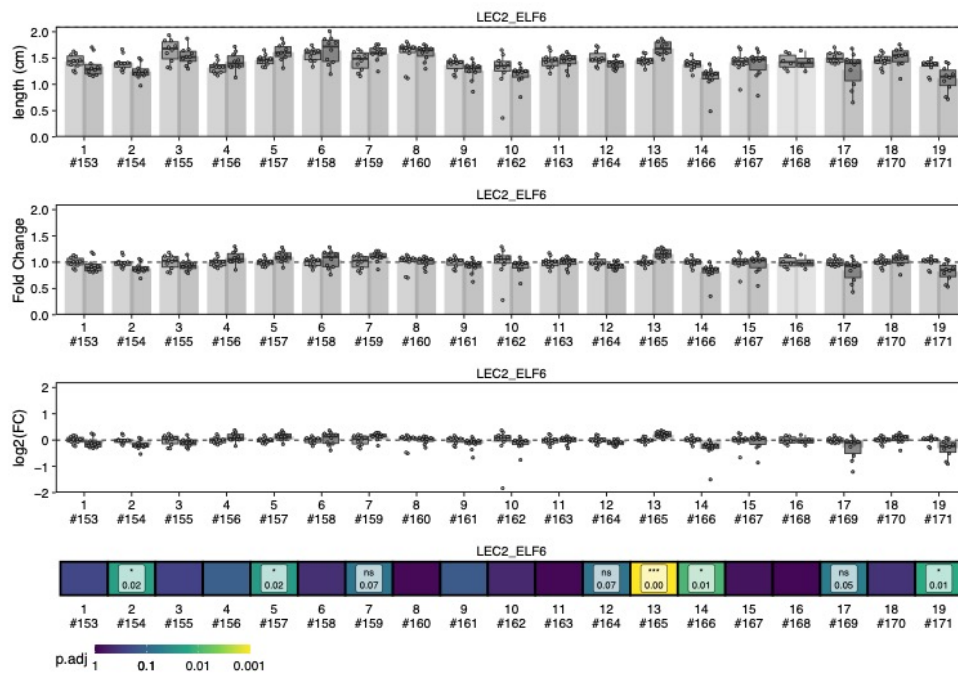 LEC2_ELF6
length (cm)
2.0
1.5
1.0
0.5
0.0
1 2 3 4 5 6 7 8 9 10 11 12 13 14 15 16 17 18 19
#153 #154 #155 #156 #157 #158 #159 #160 #161 #162 #163 #164 #165 #166 #167 #168 #169 #170 #171
LEC2_ELF6
Fold Change
2.0
1.5
1.0
0.5
0.0
1 2 3 4 5 6 7 8 9 10 11 12 13 14 15 16 17 18 19
#153 #154 #155 #156 #157 #158 #159 #160 #161 #162 #163 #164 #165 #166 #167 #168 #169 #170 #171
LEC2_ELF6
log2(FC)
2
1
0
−1
−2
1 2 3 4 5 6 7 8 9 10 11 12 13 14 15 16 17 18 19
#153 #154 #155 #156 #157 #158 #159 #160 #161 #162 #163 #164 #165 #166 #167 #168 #169 #170 #171
LEC2_ELF6
* * ns ns *** * ns *
0.02 0.02 0.07 0.07 0.00 0.01 0.05 0.01
1 2 3 4 5 6 7 8 9 10 11 12 13 14 15 16 17 18 19
#153 #154 #155 #156 #157 #158 #159 #160 #161 #162 #163 #164 #165 #166 #167 #168 #169 #170 #171
p.adj
1 0.1 0.01 0.001